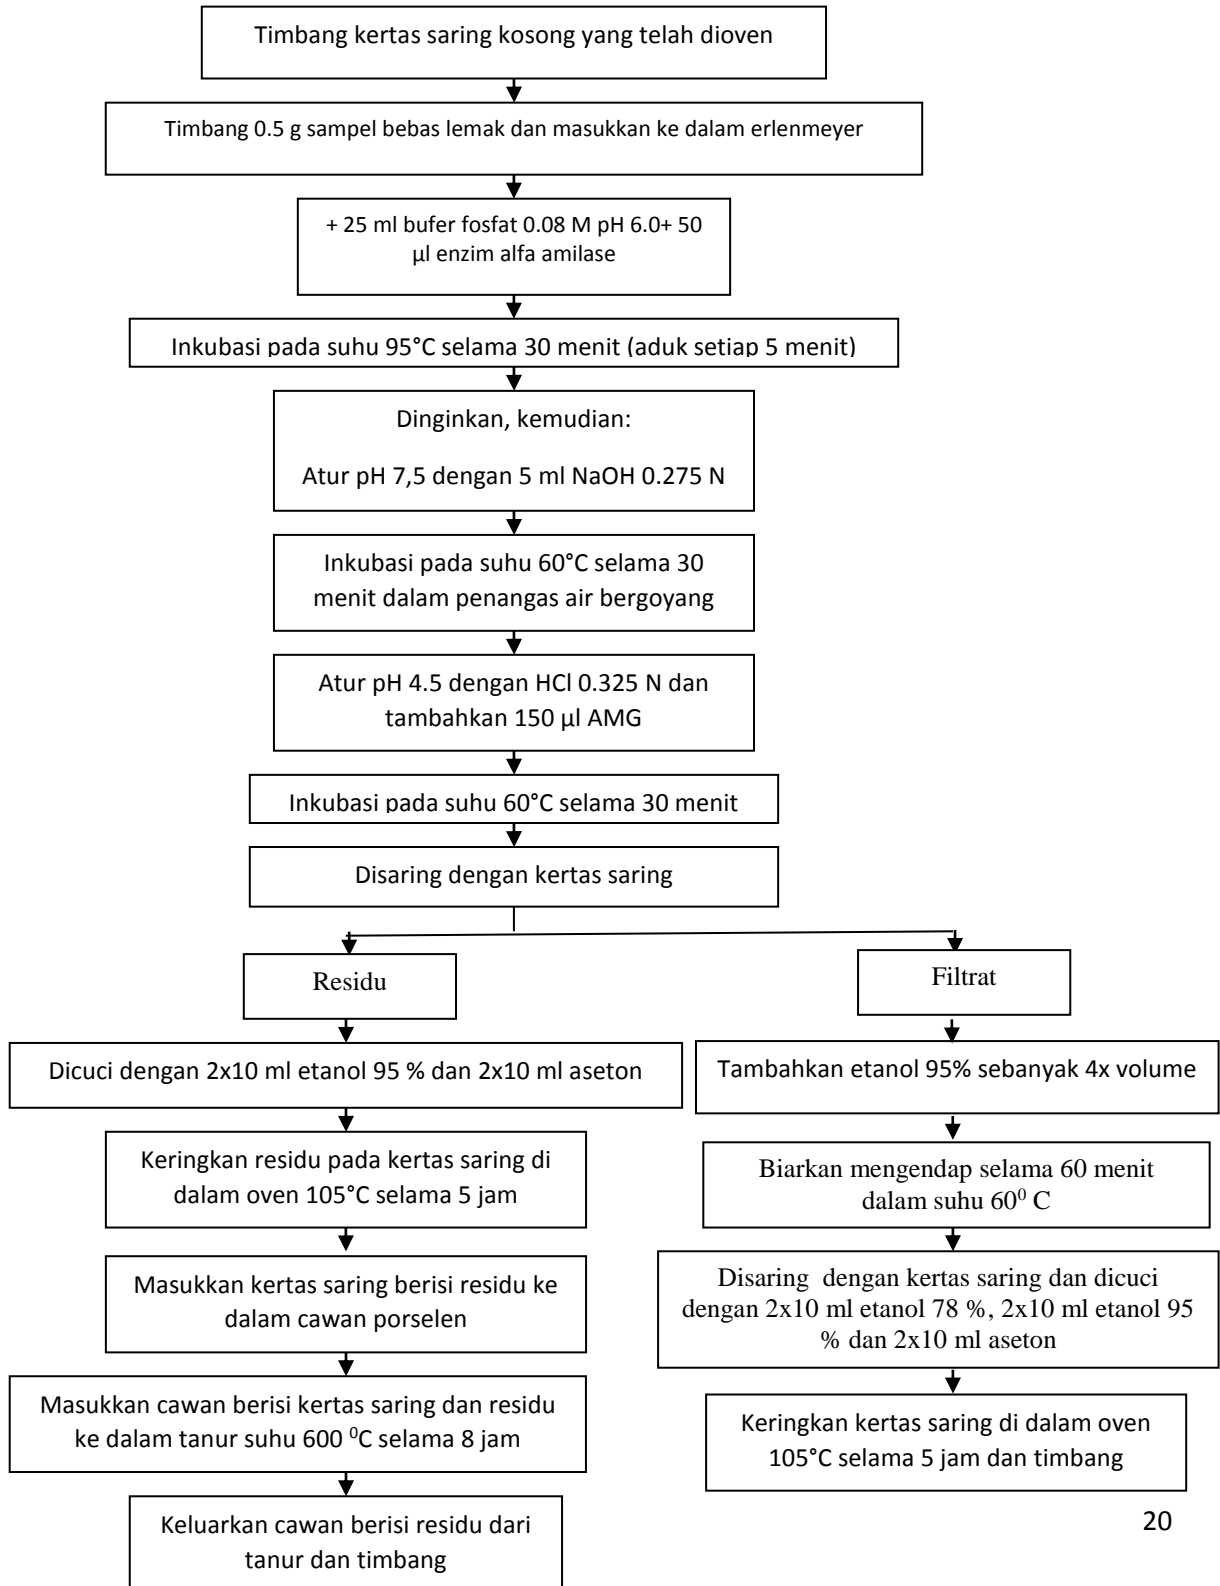 Timbang kertas saring kosong yang telah dioven
Timbang 0.5 g sampel bebas lemak dan masukkan ke dalam erlenmeyer
+ 25 ml bufer fosfat 0.08 M pH 6.0+ 50
µl enzim alfa amilase
Inkubasi pada suhu 95°C selama 30 menit (aduk setiap 5 menit)
Dinginkan, kemudian:
Atur pH 7,5 dengan 5 ml NaOH 0.275 N
Inkubasi pada suhu 60°C selama 30
menit dalam penangas air bergoyang
Atur pH 4.5 dengan HCl 0.325 N dan
tambahkan 150 µl AMG
Inkubasi pada suhu 60°C selama 30 menit
Disaring dengan kertas saring
Residu
Dicuci dengan 2x10 ml etanol 95 % dan 2x10 ml aseton
Keringkan residu pada kertas saring di
dalam oven 105°C selama 5 jam
Masukkan kertas saring berisi residu ke
dalam cawan porselen
Masukkan cawan berisi kertas saring dan residu
ke dalam tanur suhu 600 ⁰C selama 8 jam
Keluarkan cawan berisi residu dari
tanur dan timbang
Filtrat
Tambahkan etanol 95% sebanyak 4x volume
Biarkan mengendap selama 60 menit
dalam suhu 60⁰ C
Disaring dengan kertas saring dan dicuci
dengan 2x10 ml etanol 78 %, 2x10 ml etanol 95
% dan 2x10 ml aseton
Keringkan kertas saring di dalam oven
105°C selama 5 jam dan timbang
20